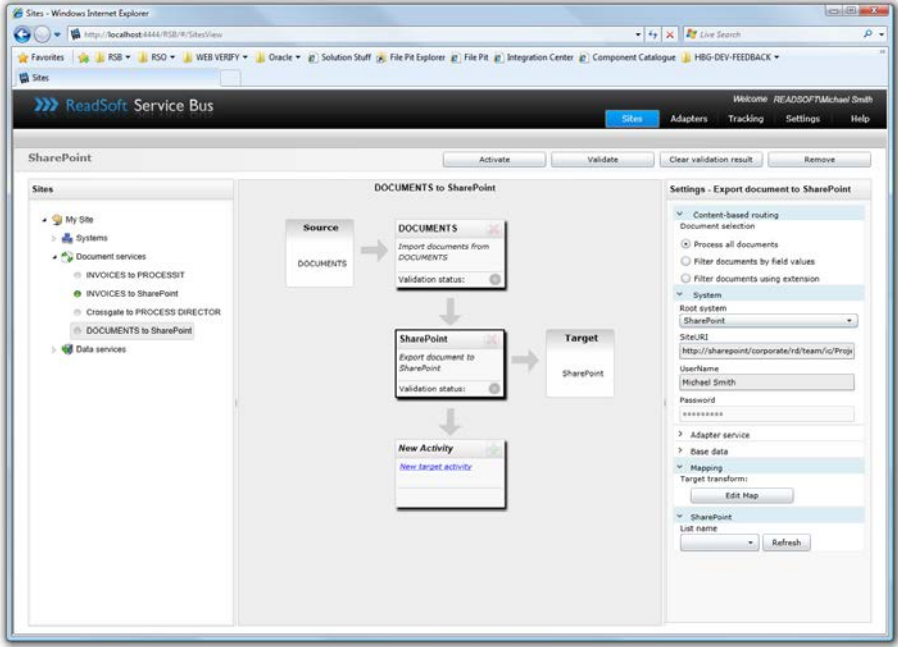 Sites - Windows Internet Explorer
http://localhost:4444/RSB/#/SitesView
Live Search
Favorites RSB RSO WEB VERIFY Oracle Solution Stuff File Pit Explorer File Pit Integration Center Component Catalogue HBG-DEV-FEEDBACK
Sites
ReadSoft Service Bus
Welcome READSOFT\Michael Smith
Sites Adapters Tracking Settings Help
SharePoint
Activate Validate Clear validation result Remove
Sites
My Site
Systems
Document services
INVOICES to PROCESSIT
INVOICES to SharePoint
Crossgate to PROCESS DIRECTOR
DOCUMENTS to SharePoint
Data services
DOCUMENTS to SharePoint
Source
DOCUMENTS
DOCUMENTS
Import documents from
DOCUMENTS
Validation status:
SharePoint
Export document to
SharePoint
Validation status:
Target
SharePoint
New Activity
New target activity
Settings - Export document to SharePoint
Content-based routing
Document selection
Process all documents
Filter documents by field values
Filter documents using extension
System
Root system
SharePoint
SiteURI
http://sharepoint/corporate/rd/team/ic/Proje
UserName
Michael Smith
Password
*********
Adapter service
Base data
Mapping
Target transform:
Edit Map
SharePoint
List name
Refresh